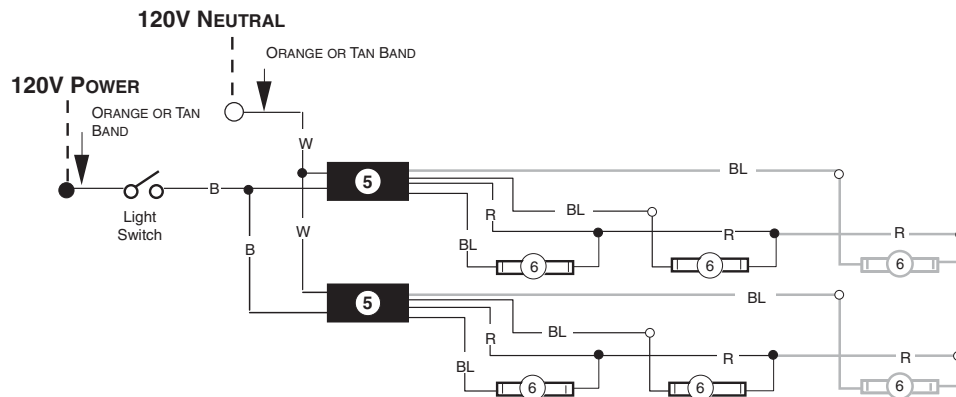 120V NEUTRAL
ORANGE OR TAN BAND
120V POWER
ORANGE OR TAN
BAND
W
BL
5
B
Light
Switch
R
BL
R
R
BL
B
W
6
6
6
5
BL
R
BL
R
R
BL
6
6
6